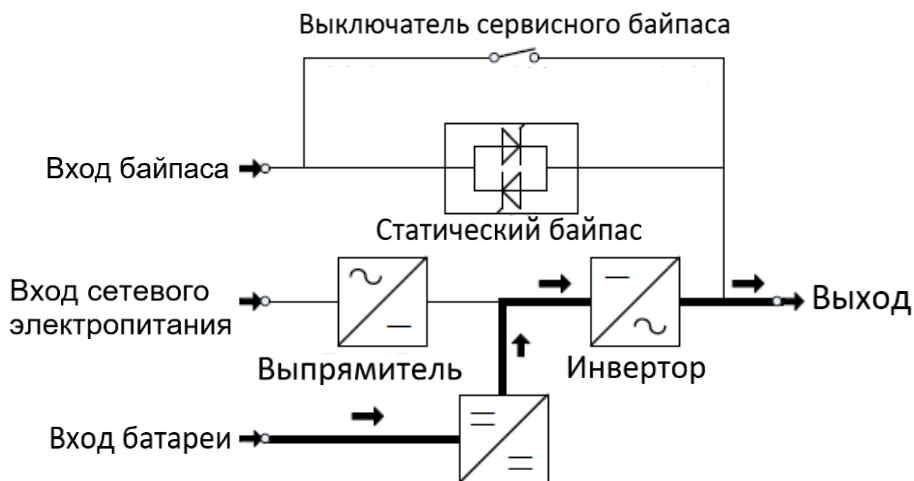 Выключатель сервисного байпаса
Вход байпаса
Статический байпас
Вход сетевого
электропитания
Выход
Выпрямитель
Инвертор
Вход батареи